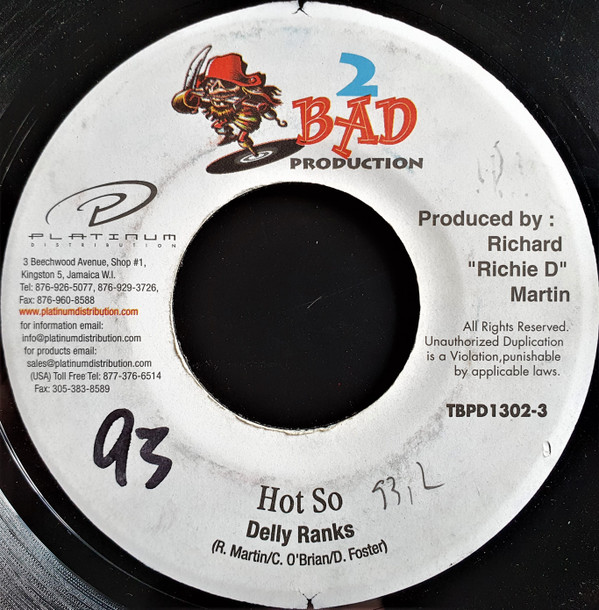 2
BAD
PRODUCTION
PLATINUM
DISTRIBUTION
3 Beechwood Avenue, Shop #1,
Kingston 5, Jamaica W.I.
Tel: 876-926-5077, 876-929-3726,
Fax: 876-960-8588
www.platinumdistribution.com
for information email:
info@platinumdistribution.com
for products email:
sales@platinumdistribution.com
(USA) Toll Free Tel: 877-376-6514
Fax: 305-383-8589
Produced by :
Richard
"Richie D"
Martin
All Rights Reserved.
Unauthorized Duplication
is a Violation,punishable
by applicable laws.
TBPD1302-3
93
Hot So
Delly Ranks
(R. Martin/C. O'Brian/D. Foster)